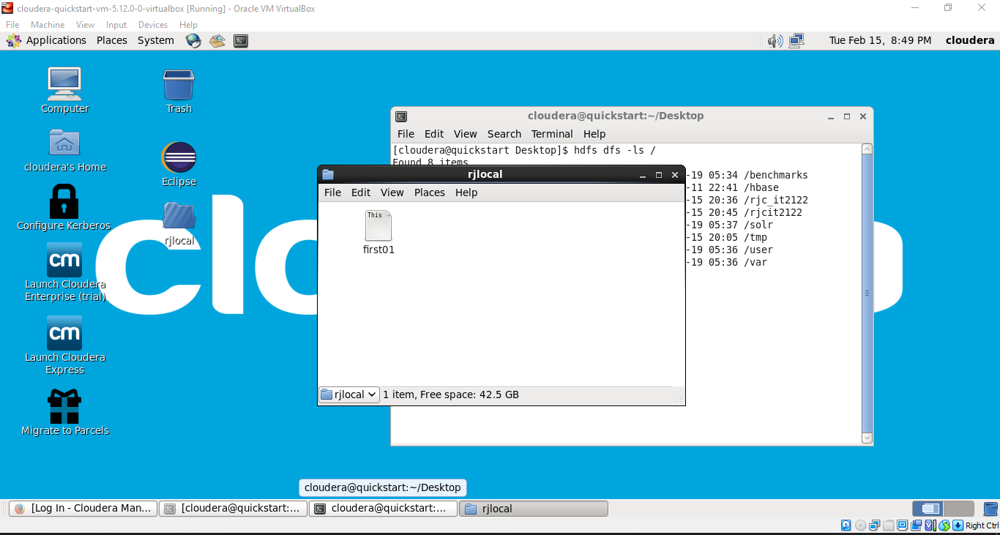 cloudera-quickstart-vm-5.12.0-0-virtualbox [Running] - Oracle VM VirtualBox
File Machine View Input Devices Help
Applications Places System
Tue Feb 15, 8:49 PM cloudera
Computer
Trash
cloudera's Home
Eclipse
Configure Kerberos
rjlocal
Launch Cloudera
Enterprise (trial)
Launch Cloudera
Express
Migrate to Parcels
cm
cm
clo
cloudera@quickstart:~/Desktop
File Edit View Search Terminal Help
[cloudera@quickstart Desktop]$ hdfs dfs -ls /
Found 8 items
-19 05:34 /benchmarks
-11 22:41 /hbase
-15 20:36 /rjc_it2122
-15 20:45 /rjcit2122
-19 05:37 /solr
-15 20:05 /tmp
-19 05:36 /user
-19 05:36 /var
rjlocal
File Edit View Places Help
This
first01
rjlocal 1 item, Free space: 42.5 GB
cloudera@quickstart:~/Desktop
[Log In - Cloudera Man... [cloudera@quickstart:... cloudera@quickstart:... rjlocal
Right Ctrl